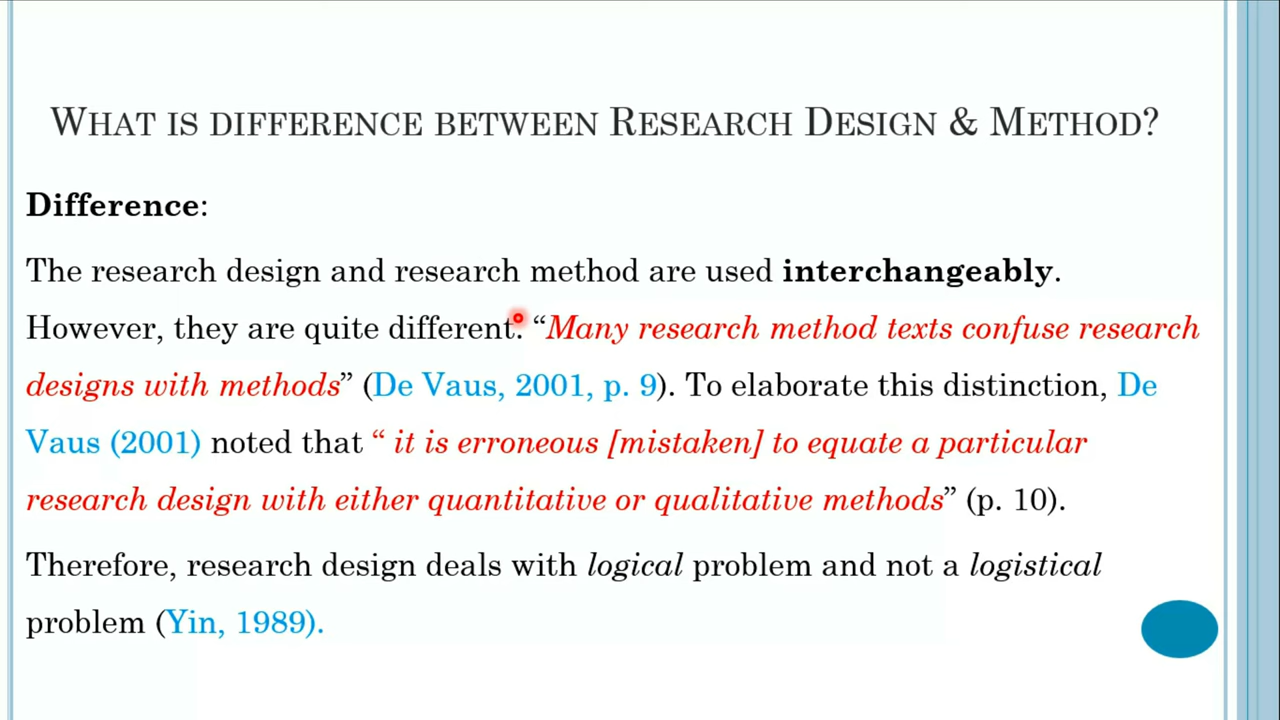 WHAT IS DIFFERENCE BETWEEN RESEARCH DESIGN & METHOD?
Difference:
The research design and research method are used interchangeably.
However, they are quite different. “Many research method texts confuse research
designs with methods” (De Vaus, 2001, p. 9). To elaborate this distinction, De
Vaus (2001) noted that “ it is erroneous [mistaken] to equate a particular
research design with either quantitative or qualitative methods” (p. 10).
Therefore, research design deals with logical problem and not a logistical
problem (Yin, 1989).